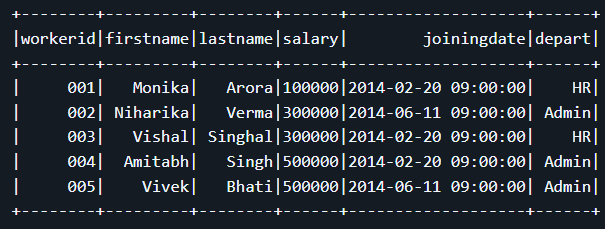 +--------+---------+--------+------+-------------------+------+
|workerid|firstname|lastname|salary|        joiningdate|depart|
+--------+---------+--------+------+-------------------+------+
|     001|   Monika|   Arora|100000|2014-02-20 09:00:00|    HR|
|     002| Niharika|   Verma|300000|2014-06-11 09:00:00| Admin|
|     003|   Vishal| Singhal|300000|2014-02-20 09:00:00|    HR|
|     004|  Amitabh|   Singh|500000|2014-02-20 09:00:00| Admin|
|     005|    Vivek|   Bhati|500000|2014-06-11 09:00:00| Admin|
+--------+---------+--------+------+-------------------+------+